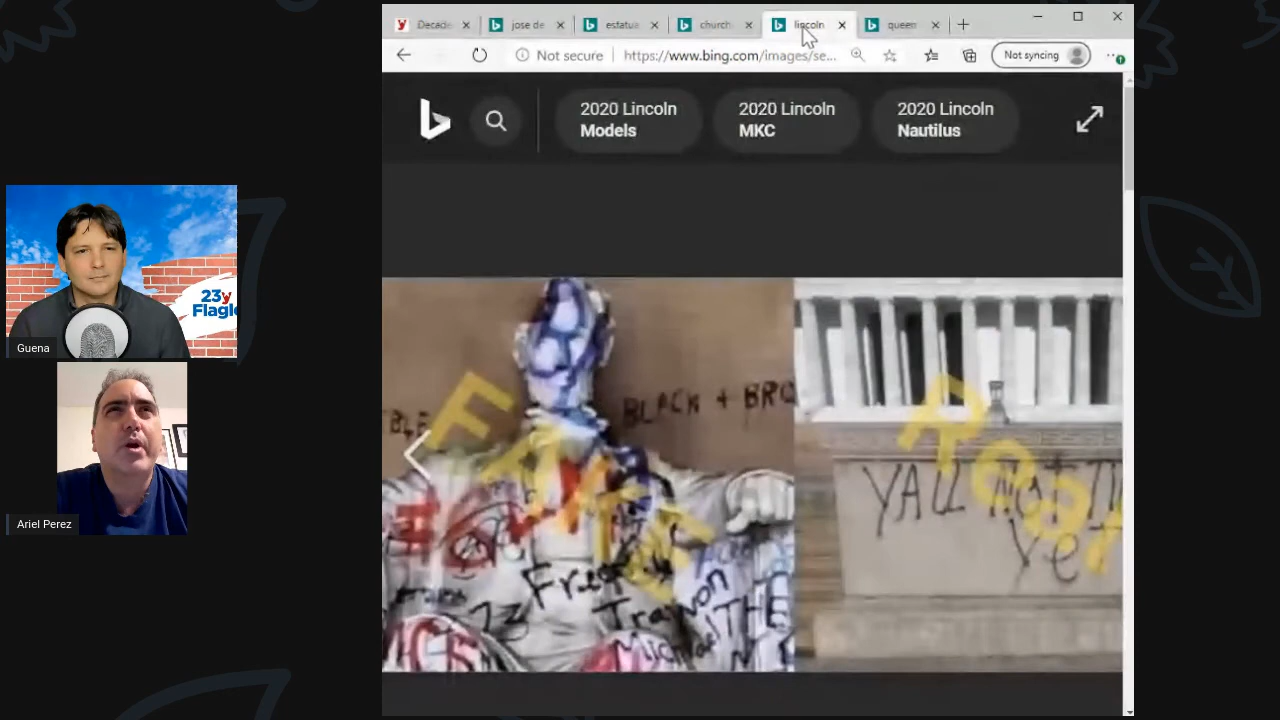 Decade
jose de
estatua
church
lincoln
queen
Not secure
https://www.bing.com/images/se...
Not syncing
2020 Lincoln
Models
2020 Lincoln
MKC
2020 Lincoln
Nautilus
23y
Flagle
Guena
Ariel Perez
BLACK + BRO
FAKE
Trayvon
Michael
THE
Real
YALL NOT